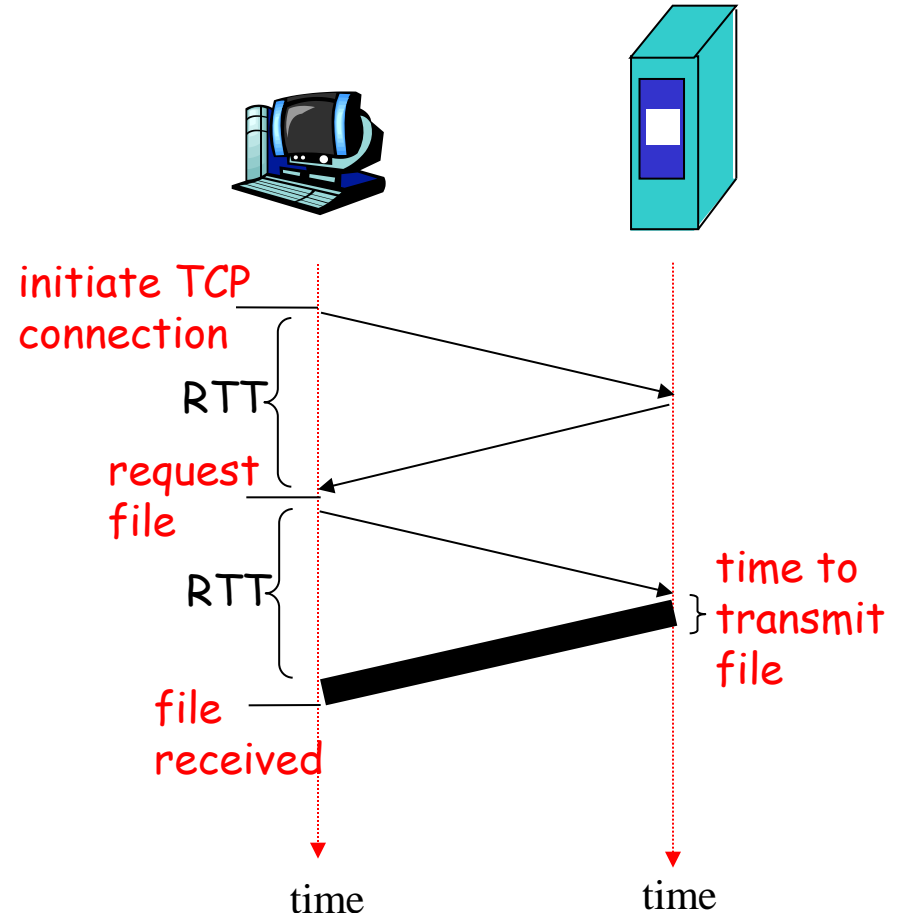 initiate TCP
connection
RTT
request
file
RTT
time to
transmit
file
file
received
time
time